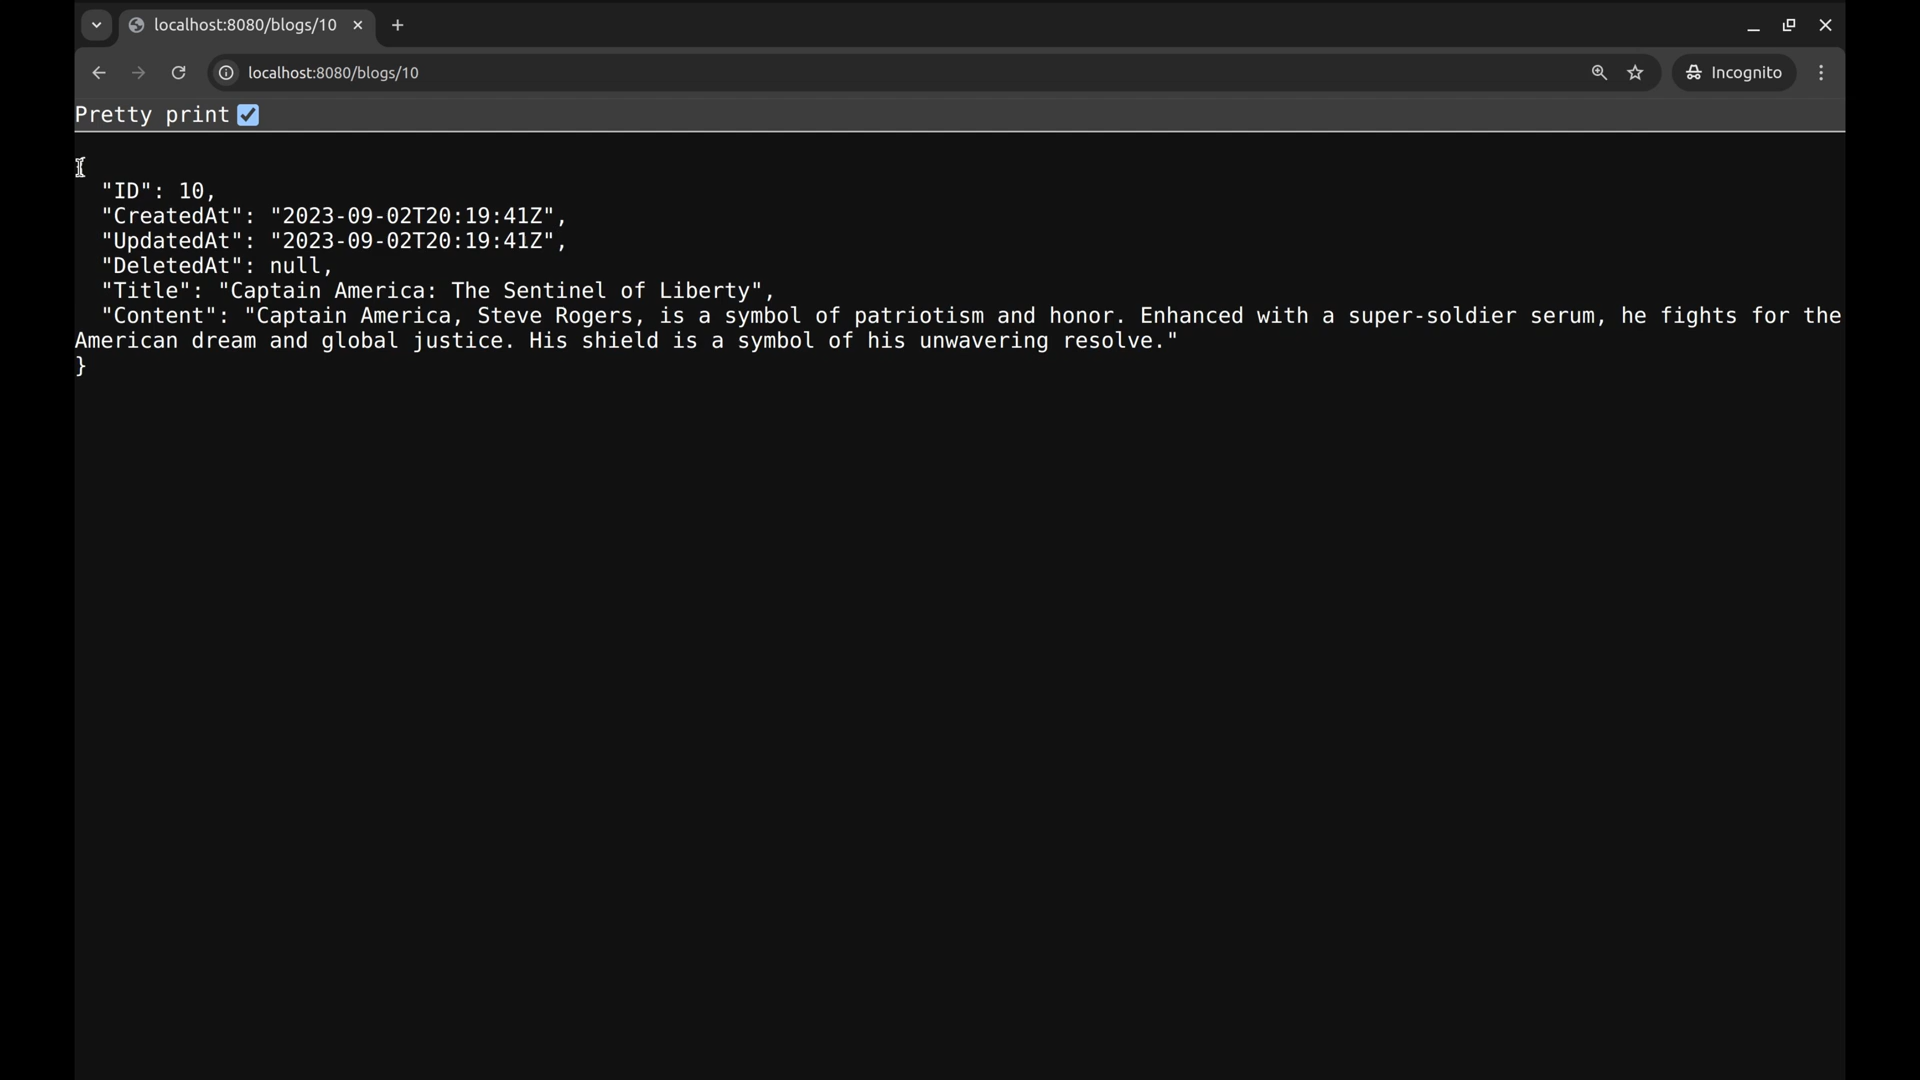 localhost:8080/blogs/10
localhost:8080/blogs/10
Incognito
Pretty print
{
"ID": 10,
"CreatedAt": "2023-09-02T20:19:41Z",
"UpdatedAt": "2023-09-02T20:19:41Z",
"DeletedAt": null,
"Title": "Captain America: The Sentinel of Liberty",
"Content": "Captain America, Steve Rogers, is a symbol of patriotism and honor. Enhanced with a super-soldier serum, he fights for the
American dream and global justice. His shield is a symbol of his unwavering resolve."
}